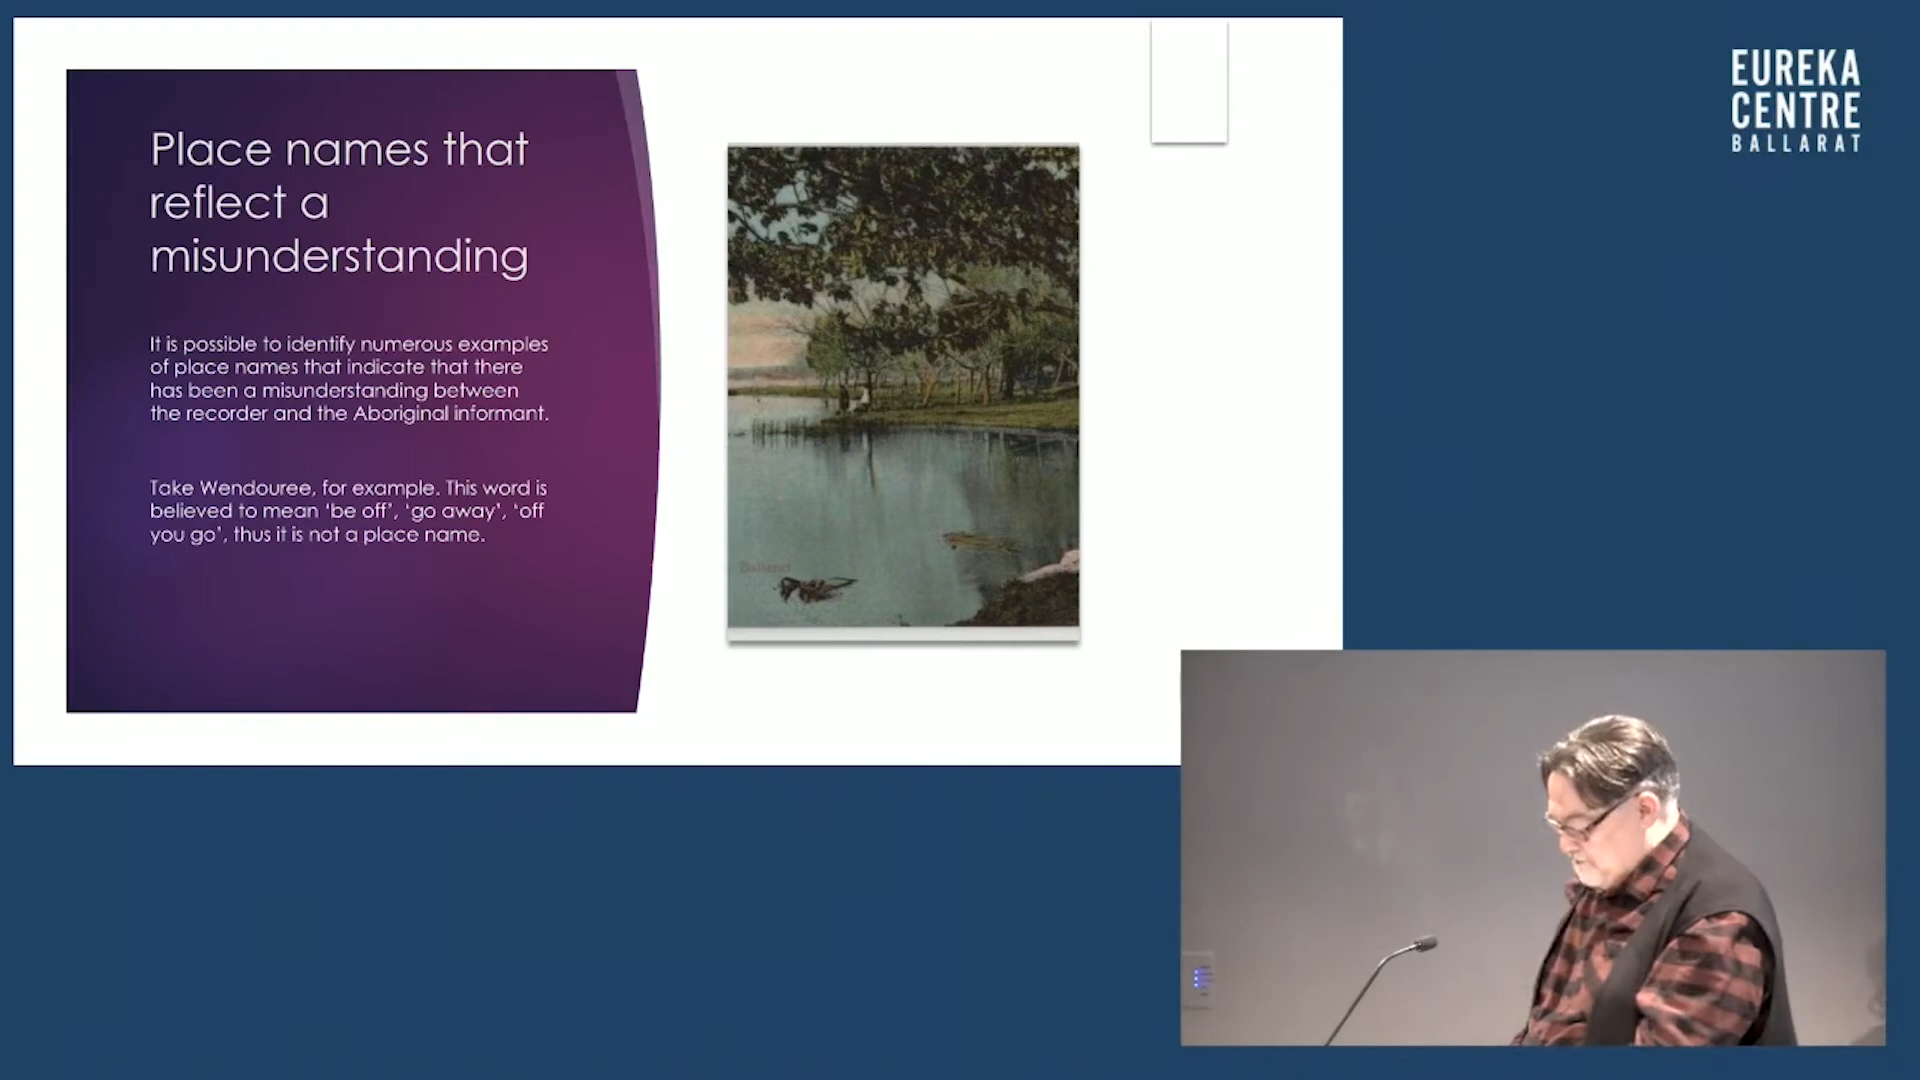 Place names that
reflect a
misunderstanding
It is possible to identify numerous examples
of place names that indicate that there
has been a misunderstanding between
the recorder and the Aboriginal informant.
Take Wendouree, for example. This word is
believed to mean ‘be off’, ‘go away’, ‘off
you go’, thus it is not a place name.
Ballarat
EUREKA
CENTRE
BALLARAT